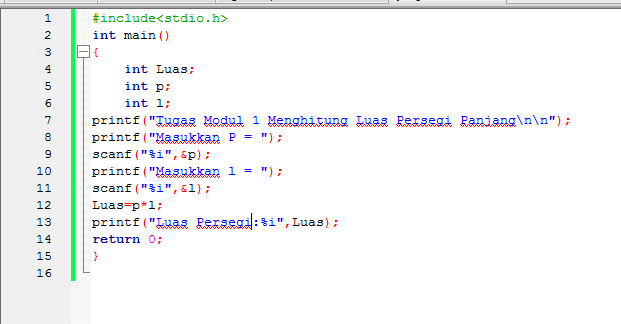 1 #include<stdio.h>
2 int main()
3 {
4 int Luas;
5 int p;
6 int l;
7 printf("Tugas Modul 1 Menghitung Luas Persegi Panjang\n\n");
8 printf("Masukkan P = ");
9 scanf("%i",&p);
10 printf("Masukkan l = ");
11 scanf("%i",&l);
12 Luas=p*l;
13 printf("Luas Persegi:%i",Luas);
14 return 0;
15 }
16